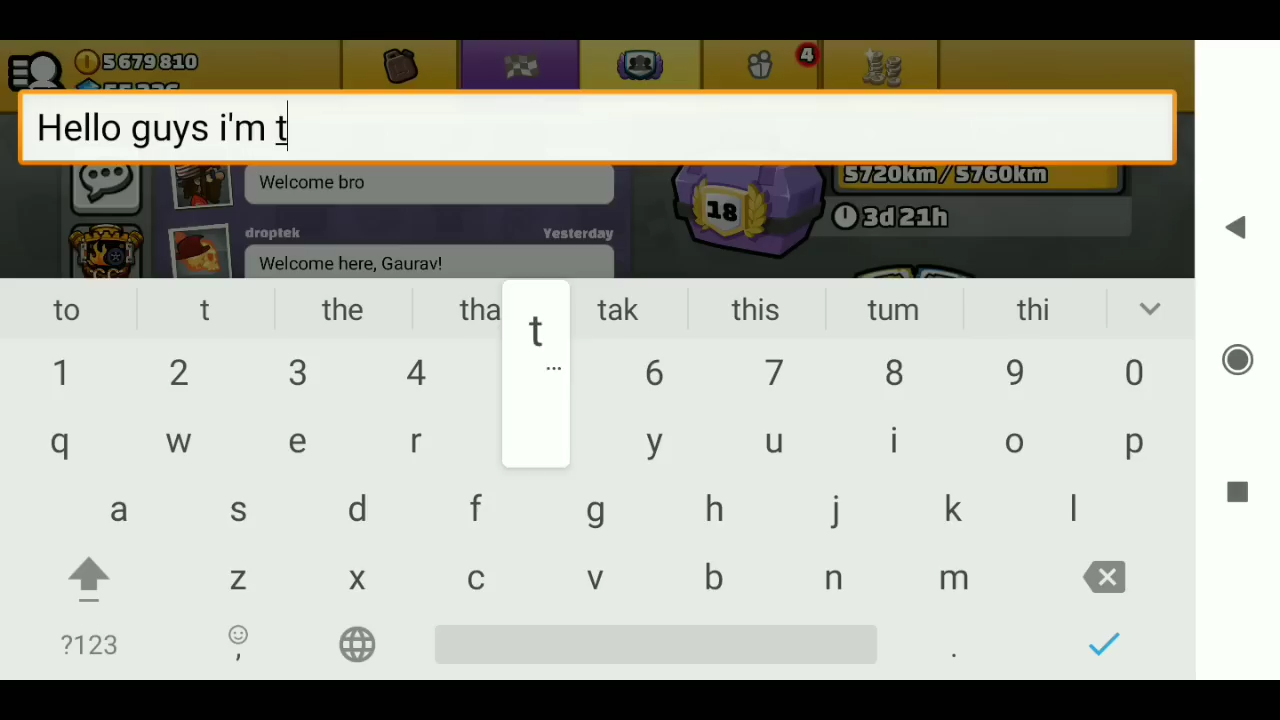 5679810
4
Hello guys i'm t
Welcome bro
5720km/5760km
18
3d 21h
droptek
Yesterday
Welcome here, Gaurav!
to t the tha tak this tum thi
t
...
1 2 3 4 6 7 8 9 0
q w e r y u i o p
a s d f g h j k l
z x c v b n m
?123 , .